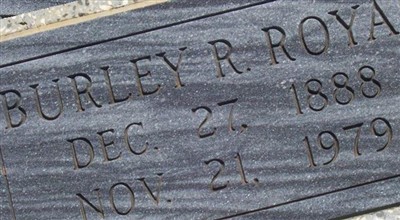 BURLEY R. ROYA
DEC. 27, 1888
NOV. 21, 1979